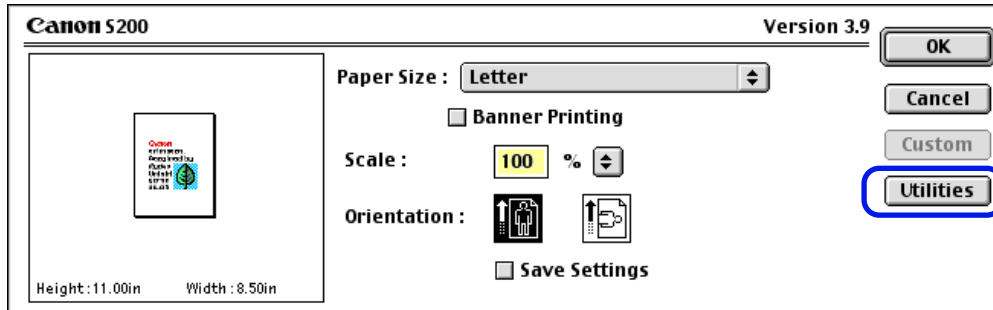 Canon S200
Version 3.9
OK
Paper Size : Letter
Cancel
Banner Printing
Custom
Scale : 100 %
Utilities
Orientation :
Save Settings
Height:11.00in Width:8.50in